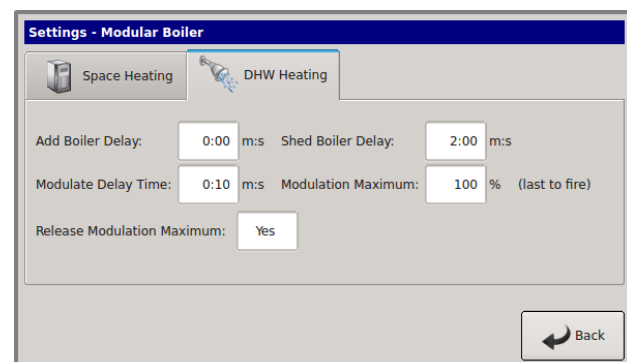 Settings - Modular Boiler
Space Heating
DHW Heating
Add Boiler Delay: 0:00 m:s Shed Boiler Delay: 2:00 m:s
Modulate Delay Time: 0:10 m:s Modulation Maximum: 100 % (last to fire)
Release Modulation Maximum: Yes
Back